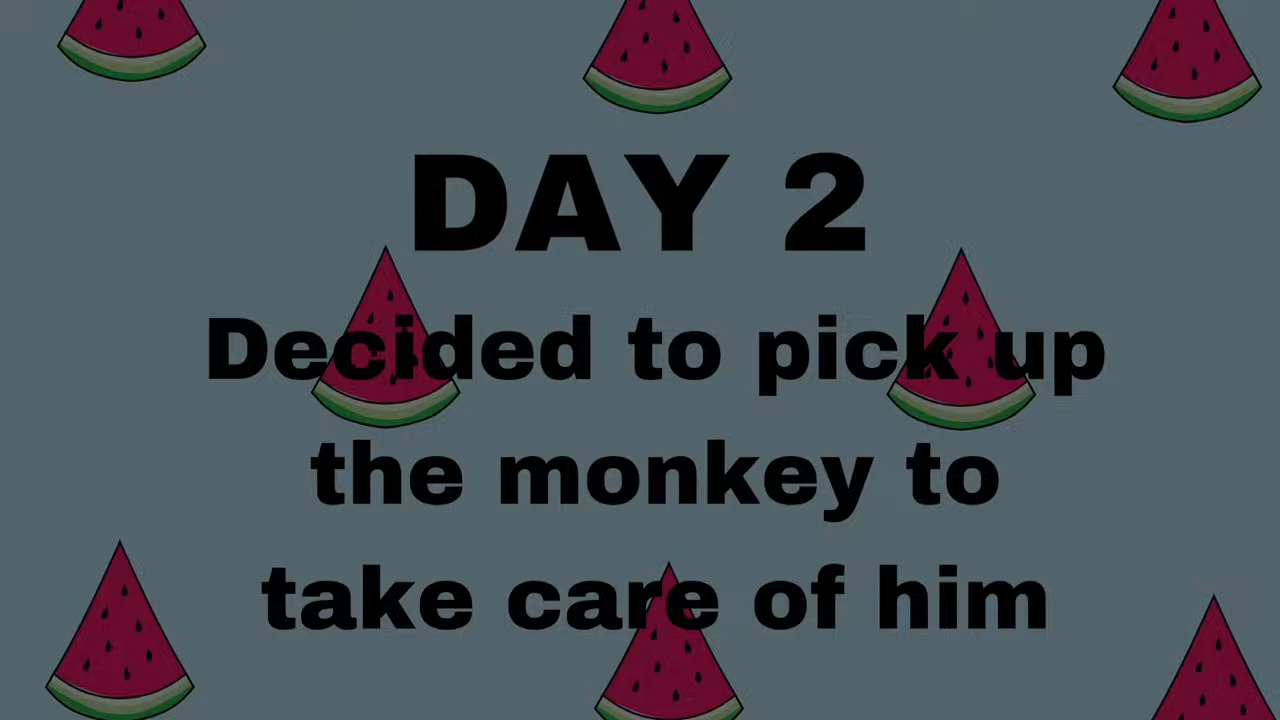 DAY 2
Decided to pick up
the monkey to
take care of him